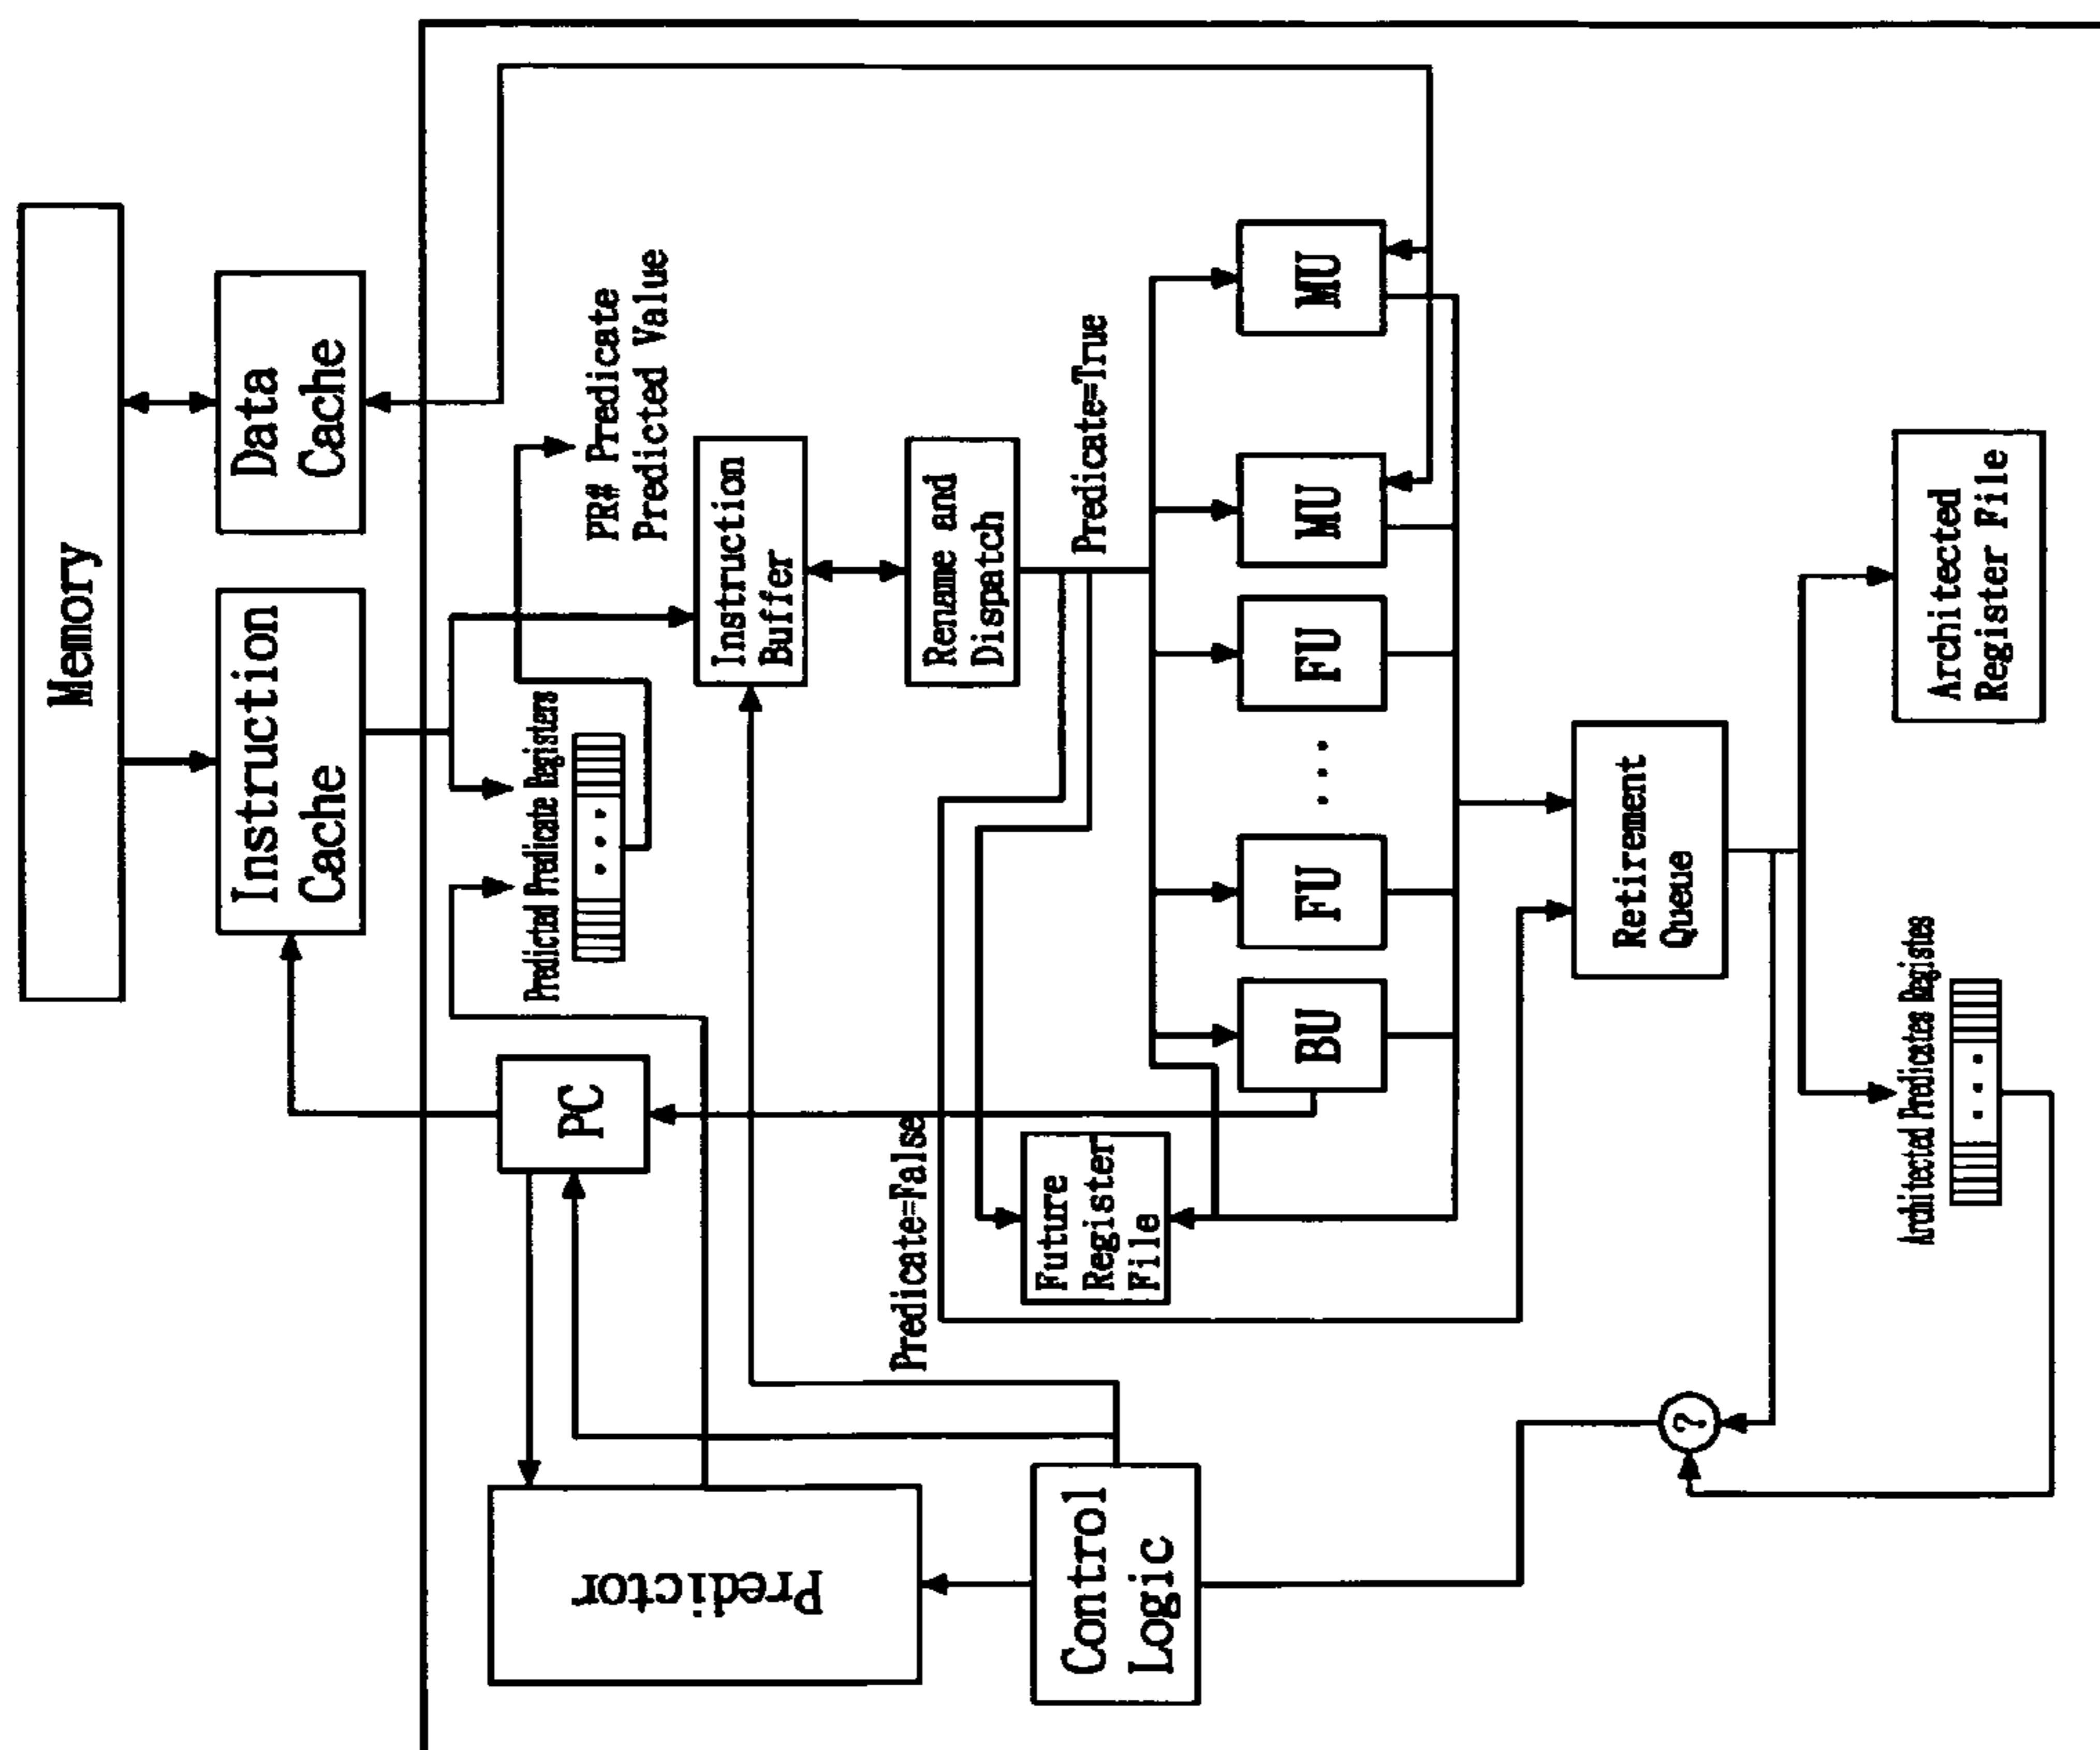 Memory
Instruction
Cache
Data
Cache
PC
Predicted Predicate Registers
PR# Predicate
Predicted Value
Predictor
Instruction
Buffer
Rename and
Dispatch
Control
Logic
Predicate=False
Predicate=True
Future
Register
File
BU
FU
...
FU
MU
MU
Retirement
Queue
?
Architected Predicates Registes
Architected
Register File